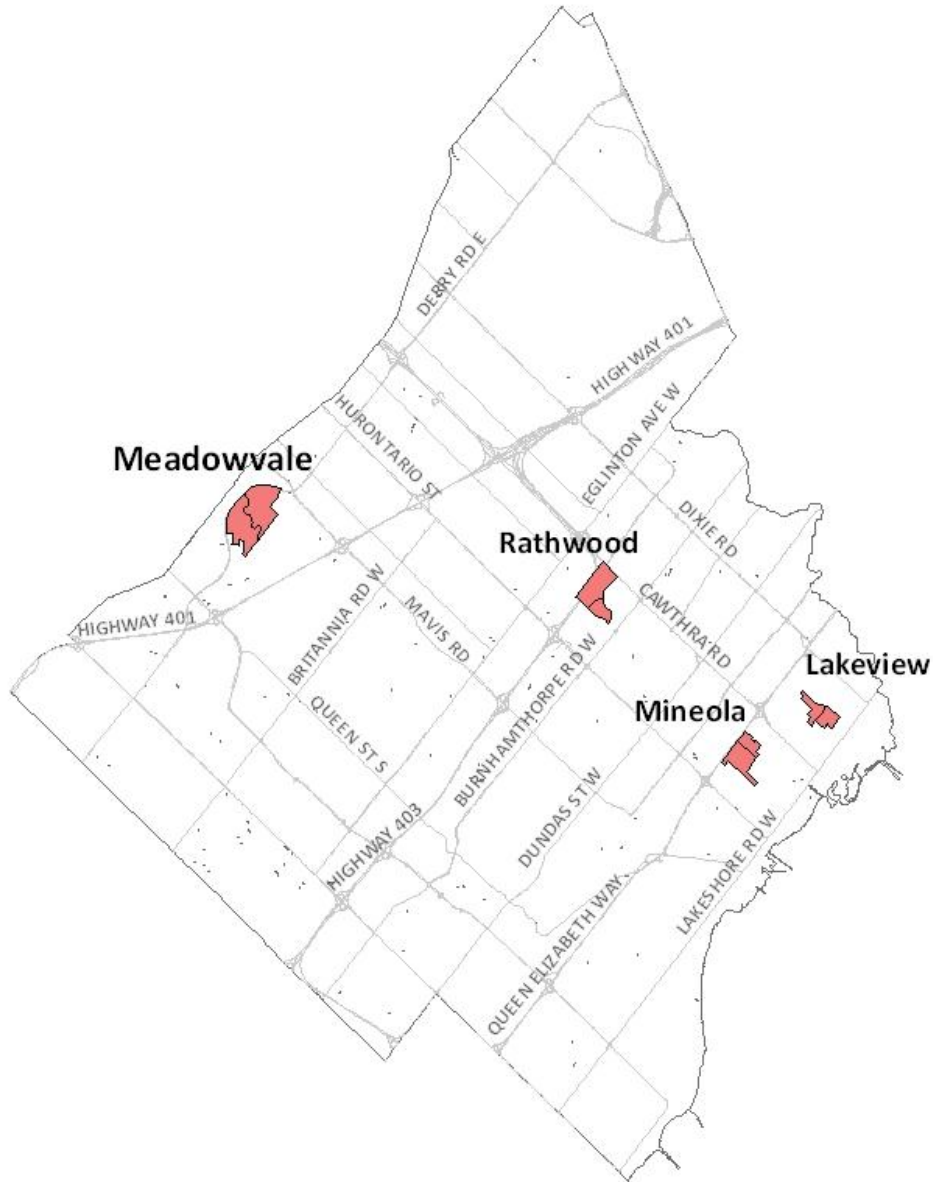 DERRY RD E
HIGHWAY 401
HURONTARIO ST
EGLINTON AVE W
Meadowvale
DIXIE RD
Rathwood
CAWTHRA RD
HIGHWAY 401
BRITANNIA RD W
MAVIS RD
Lakeview
QUEEN ST S
BURNHAMTHORPE RD W
Mineola
HIGHWAY 403
DUNDAS ST W
LAKESHORE RD W
QUEEN ELIZABETH WAY